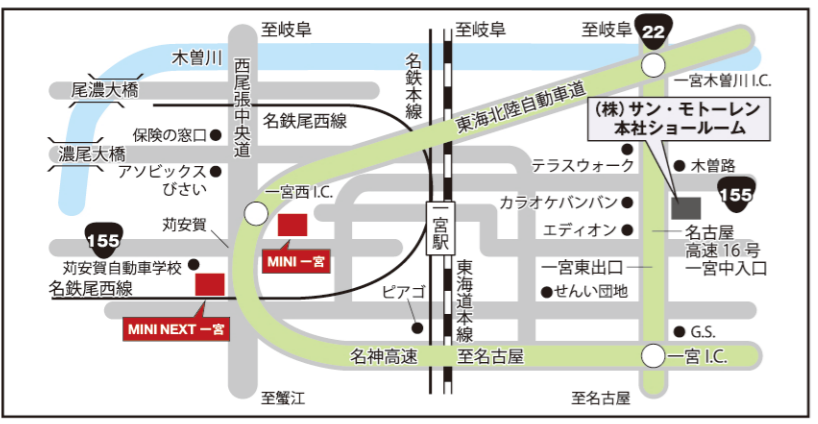 至岐阜
至岐阜
至岐阜
22
木曽川
西尾張中央道
名鉄本線
一宮木曽川 I.C.
尾濃大橋
東海北陸自動車道
(株)サン・モトーレン
本社ショールーム
名鉄尾西線
保険の窓口
濃尾大橋
アソビックス
びさい
テラスウォーク
木曽路
一宮西 I.C.
155
カラオケバンバン
苅安賀
一宮駅
155
エディオン
名古屋
高速 16 号
一宮中入口
MINI 一宮
苅安賀自動車学校
一宮東出口
名鉄尾西線
東海道本線
ピアゴ
せんい団地
MINI NEXT 一宮
G.S.
名神高速
至名古屋
一宮 I.C.
至蟹江
至名古屋